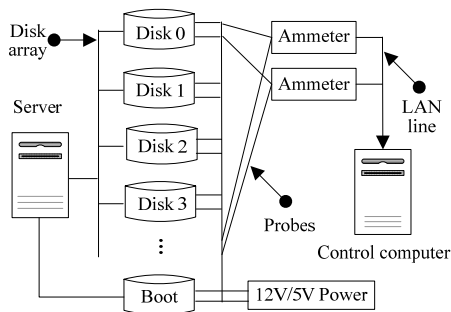 Disk
array
Disk 0
Ammeter
Disk 1
Ammeter
Server
LAN
line
Disk 2
Disk 3
Probes
Control computer
Boot
12V/5V Power